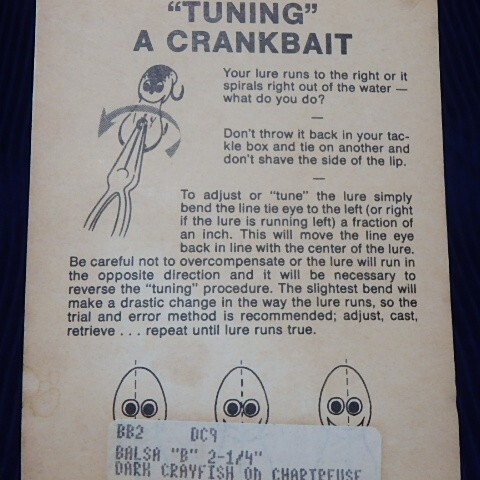 "TUNING"
A CRANKBAIT
Your lure runs to the right or it
spirals right out of the water —
what do you do?
—
Don't throw it back in your tac-
kle box and tie on another and
don't shave the side of the lip.
—
To adjust or "tune" the lure simply
bend the line tie eye to the left (or right
if the lure is running left) a fraction of
an inch. This will move the line eye
back in line with the center of the lure.
Be careful not to overcompensate or the lure will run in
the opposite direction and it will be necessary to
reverse the "tuning" procedure. The slightest bend will
make a drastic change in the way the lure runs, so the
trial and error method is recommended; adjust, cast,
retrieve . . . repeat until lure runs true.
BB2 DC9
BALSA "B" 2-1/4"
DARK CRAYFISH On CHARTREUSE